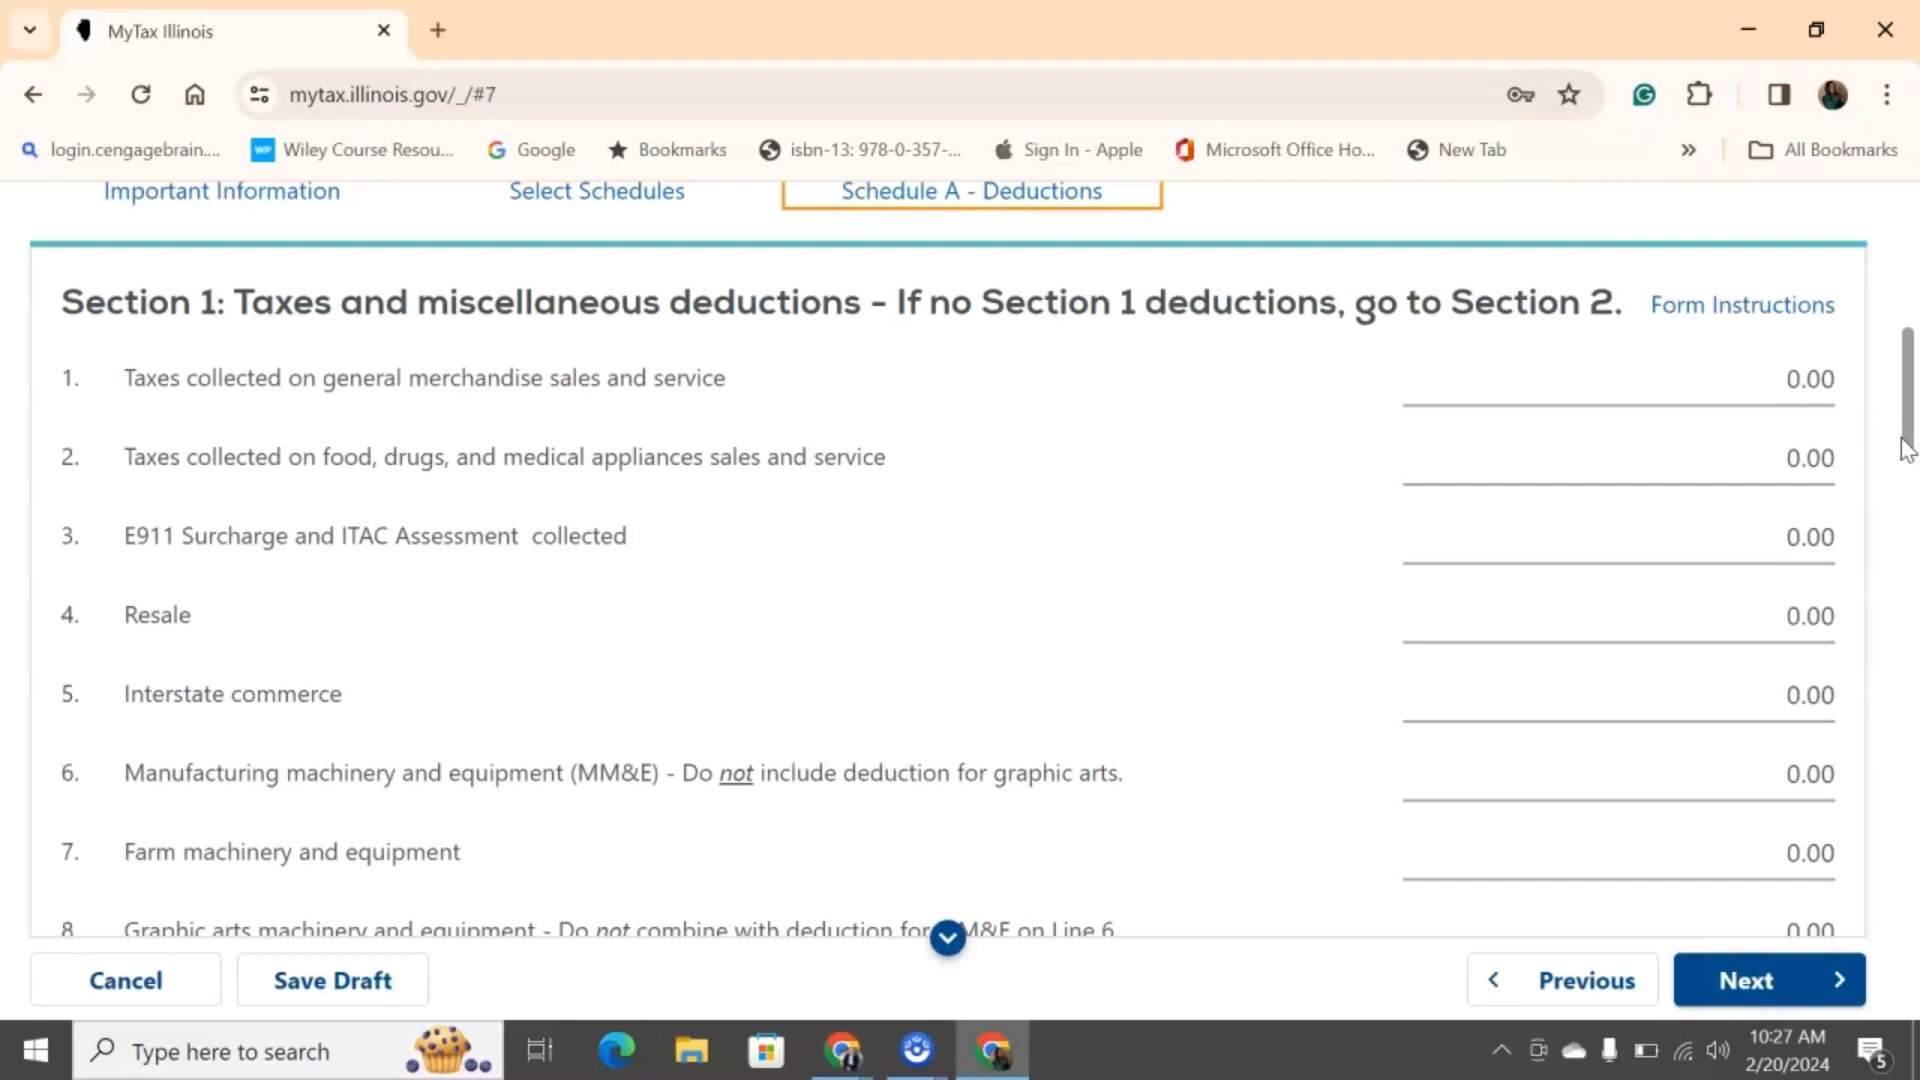 MyTax Illinois
mytax.illinois.gov/_/#7
login.cengagebrain.... Wiley Course Resou... Google Bookmarks isbn-13: 978-0-357-... Sign In - Apple Microsoft Office Ho... New Tab » All Bookmarks
Important Information Select Schedules Schedule A - Deductions
Section 1: Taxes and miscellaneous deductions - If no Section 1 deductions, go to Section 2. Form Instructions
1. Taxes collected on general merchandise sales and service 0.00
2. Taxes collected on food, drugs, and medical appliances sales and service 0.00
3. E911 Surcharge and ITAC Assessment collected 0.00
4. Resale 0.00
5. Interstate commerce 0.00
6. Manufacturing machinery and equipment (MM&E) - Do not include deduction for graphic arts. 0.00
7. Farm machinery and equipment 0.00
8 Graphic arts machinery and equipment - Do not combine with deduction for M&E on Line 6 0.00
Cancel Save Draft Previous Next
Type here to search
10:27 AM
2/20/2024
5